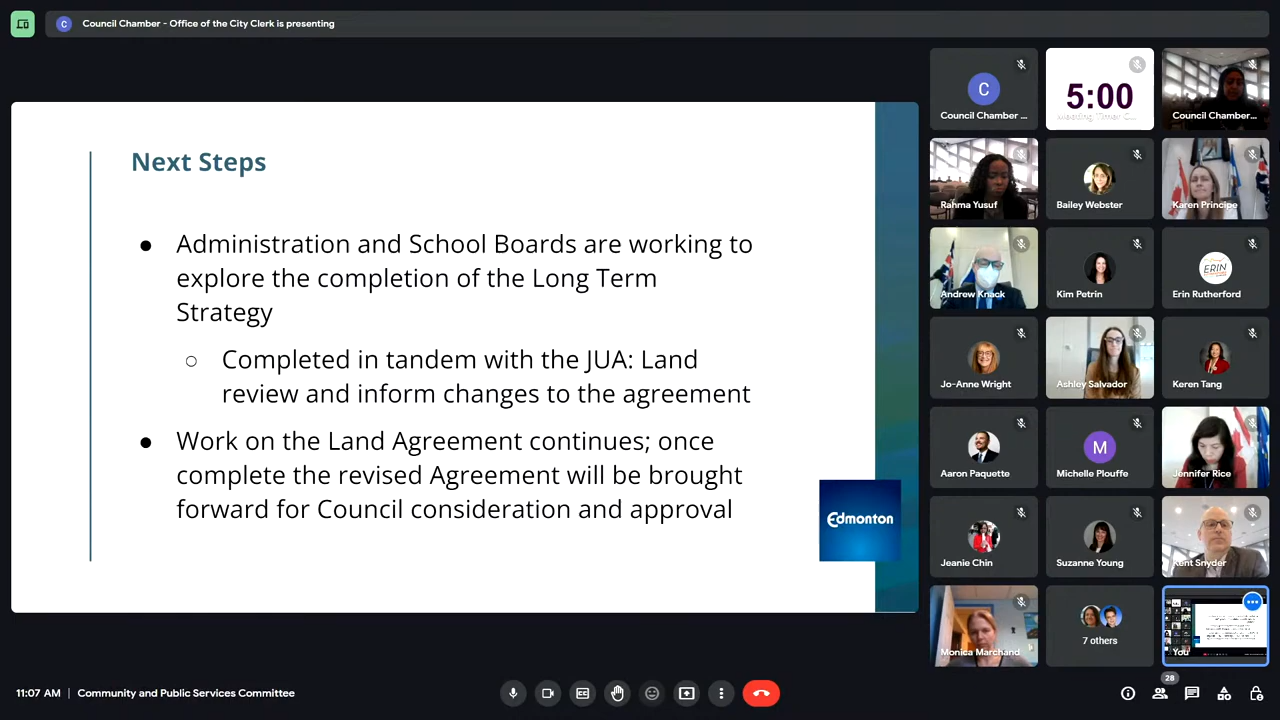 C Council Chamber - Office of the City Clerk is presenting
Next Steps
● Administration and School Boards are working to
explore the completion of the Long Term
Strategy
○ Completed in tandem with the JUA: Land
review and inform changes to the agreement
● Work on the Land Agreement continues; once
complete the revised Agreement will be brought
forward for Council consideration and approval
Edmonton
C
Council Chamber ...
5:00
Meeting Timer C...
Council Chamber...
Rahma Yusuf
Bailey Webster
Karen Principe
Andrew Knack
Kim Petrin
ERIN
Erin Rutherford
Jo-Anne Wright
Ashley Salvador
Keren Tang
Aaron Paquette
M
Michelle Plouffe
Jennifer Rice
Jeanie Chin
Suzanne Young
Kent Snyder
Monica Marchand
7 others
You
11:07 AM | Community and Public Services Committee
28